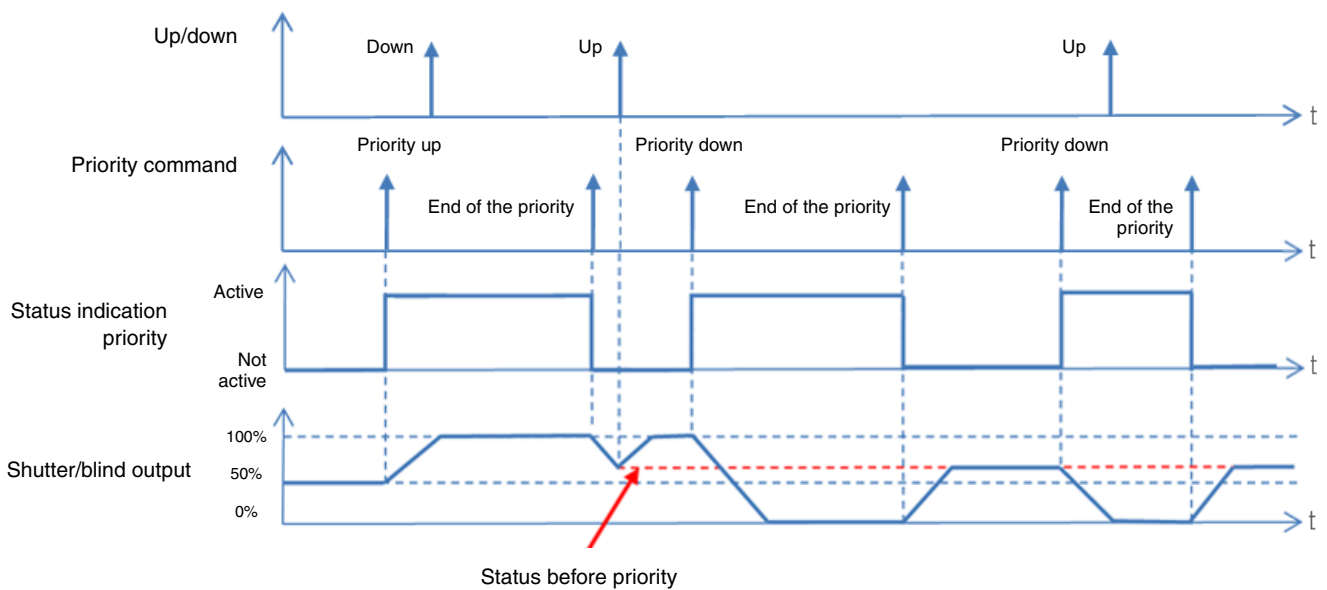 Up/down
Down
Up
Up
t
Priority command
Priority up
Priority down
Priority down
End of the priority
End of the priority
End of the
priority
t
Status indication
priority
Active
Not
active
t
Shutter/blind output
100%
50%
0%
t
Status before priority